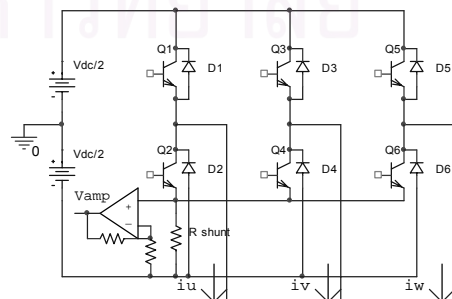 Q1
Q3
Q5
Vdc/2
D1
D3
D5
0
Vdc/2
Q2
Q4
Q6
Vamp
D2
D4
D6
R shunt
iu
iv
iw